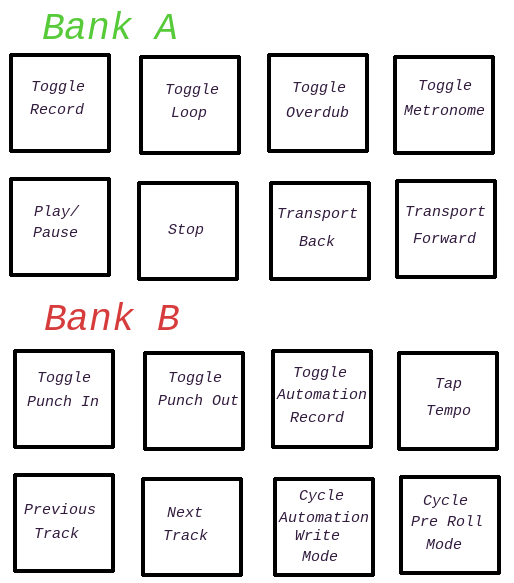 Bank A
Toggle
Record
Toggle
Loop
Toggle
Overdub
Toggle
Metronome
Play/
Pause
Stop
Transport
Back
Transport
Forward
Bank B
Toggle
Punch In
Toggle
Punch Out
Toggle
Automation
Record
Tap
Tempo
Previous
Track
Next
Track
Cycle
Automation
Write
Mode
Cycle
Pre Roll
Mode